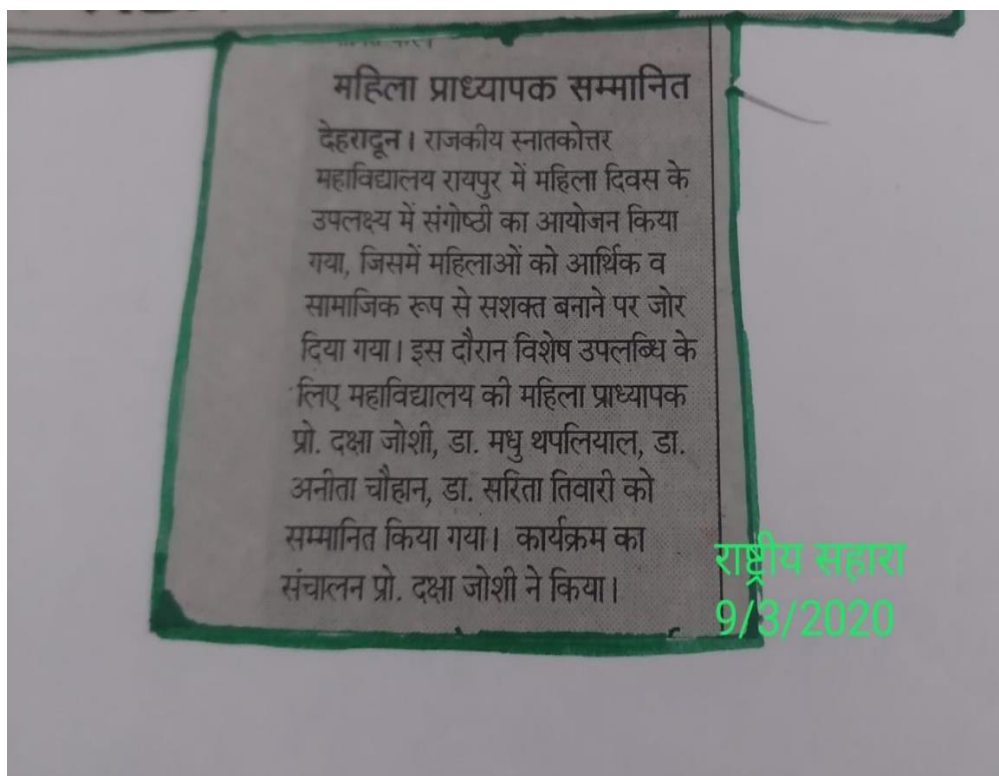 महिला प्राध्यापक सम्मानित
देहरादून। राजकीय स्नातकोत्तर
महाविद्यालय रायपुर में महिला दिवस के
उपलक्ष्य में संगोष्ठी का आयोजन किया
गया, जिसमें महिलाओं को आर्थिक व
सामाजिक रूप से सशक्त बनाने पर जोर
दिया गया। इस दौरान विशेष उपलब्धि के
लिए महाविद्यालय की महिला प्राध्यापक
प्रो. दक्षा जोशी, डा. मधु थपलियाल, डा.
अनीता चौहान, डा. सरिता तिवारी को
सम्मानित किया गया। कार्यक्रम का
संचालन प्रो. दक्षा जोशी ने किया।
राष्ट्रीय सहारा
9/3/2020